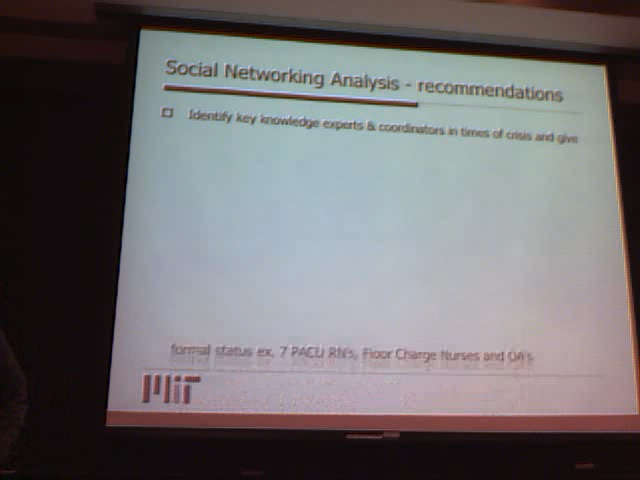 Social Networking Analysis - recommendations
Identify key knowledge experts & coordinators in times of crisis and give
formal status ex. 7 PACU RN's, Floor Charge Nurses and OA's
MIT